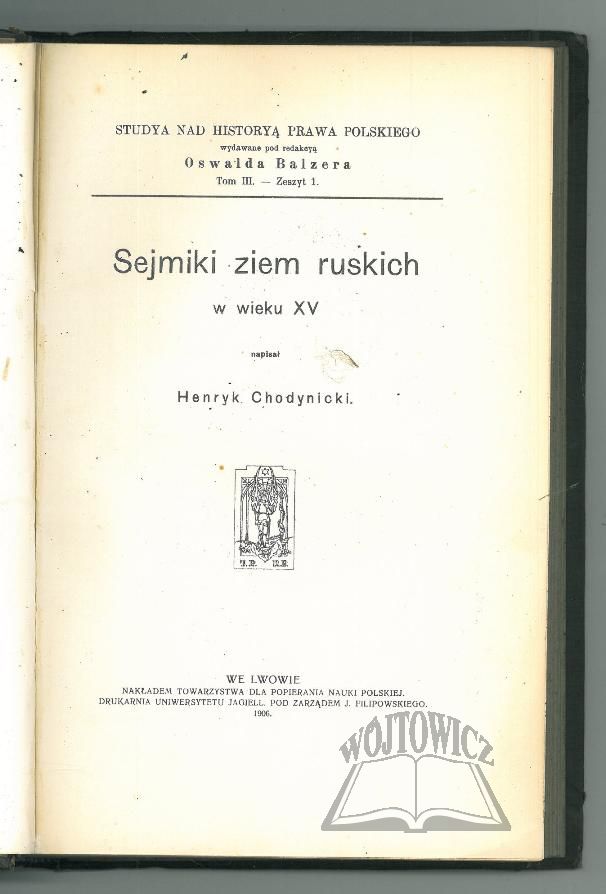 STUDYA NAD HISTORYĄ PRAWA POLSKIEGO
wydawane pod redakcyą
Oswalda Balzera
Tom III. — Zeszyt 1.
Sejmiki ziem ruskich
w wieku XV
napisał
Henryk Chodynicki.
WE LWOWIE
NAKŁADEM TOWARZYSTWA DLA POPIERANIA NAUKI POLSKIEJ.
DRUKARNIA UNIWERSYTETU JAGIELL. POD ZARZĄDEM J. FILIPOWSKIEGO.
1906.
WÓJTOWICZ